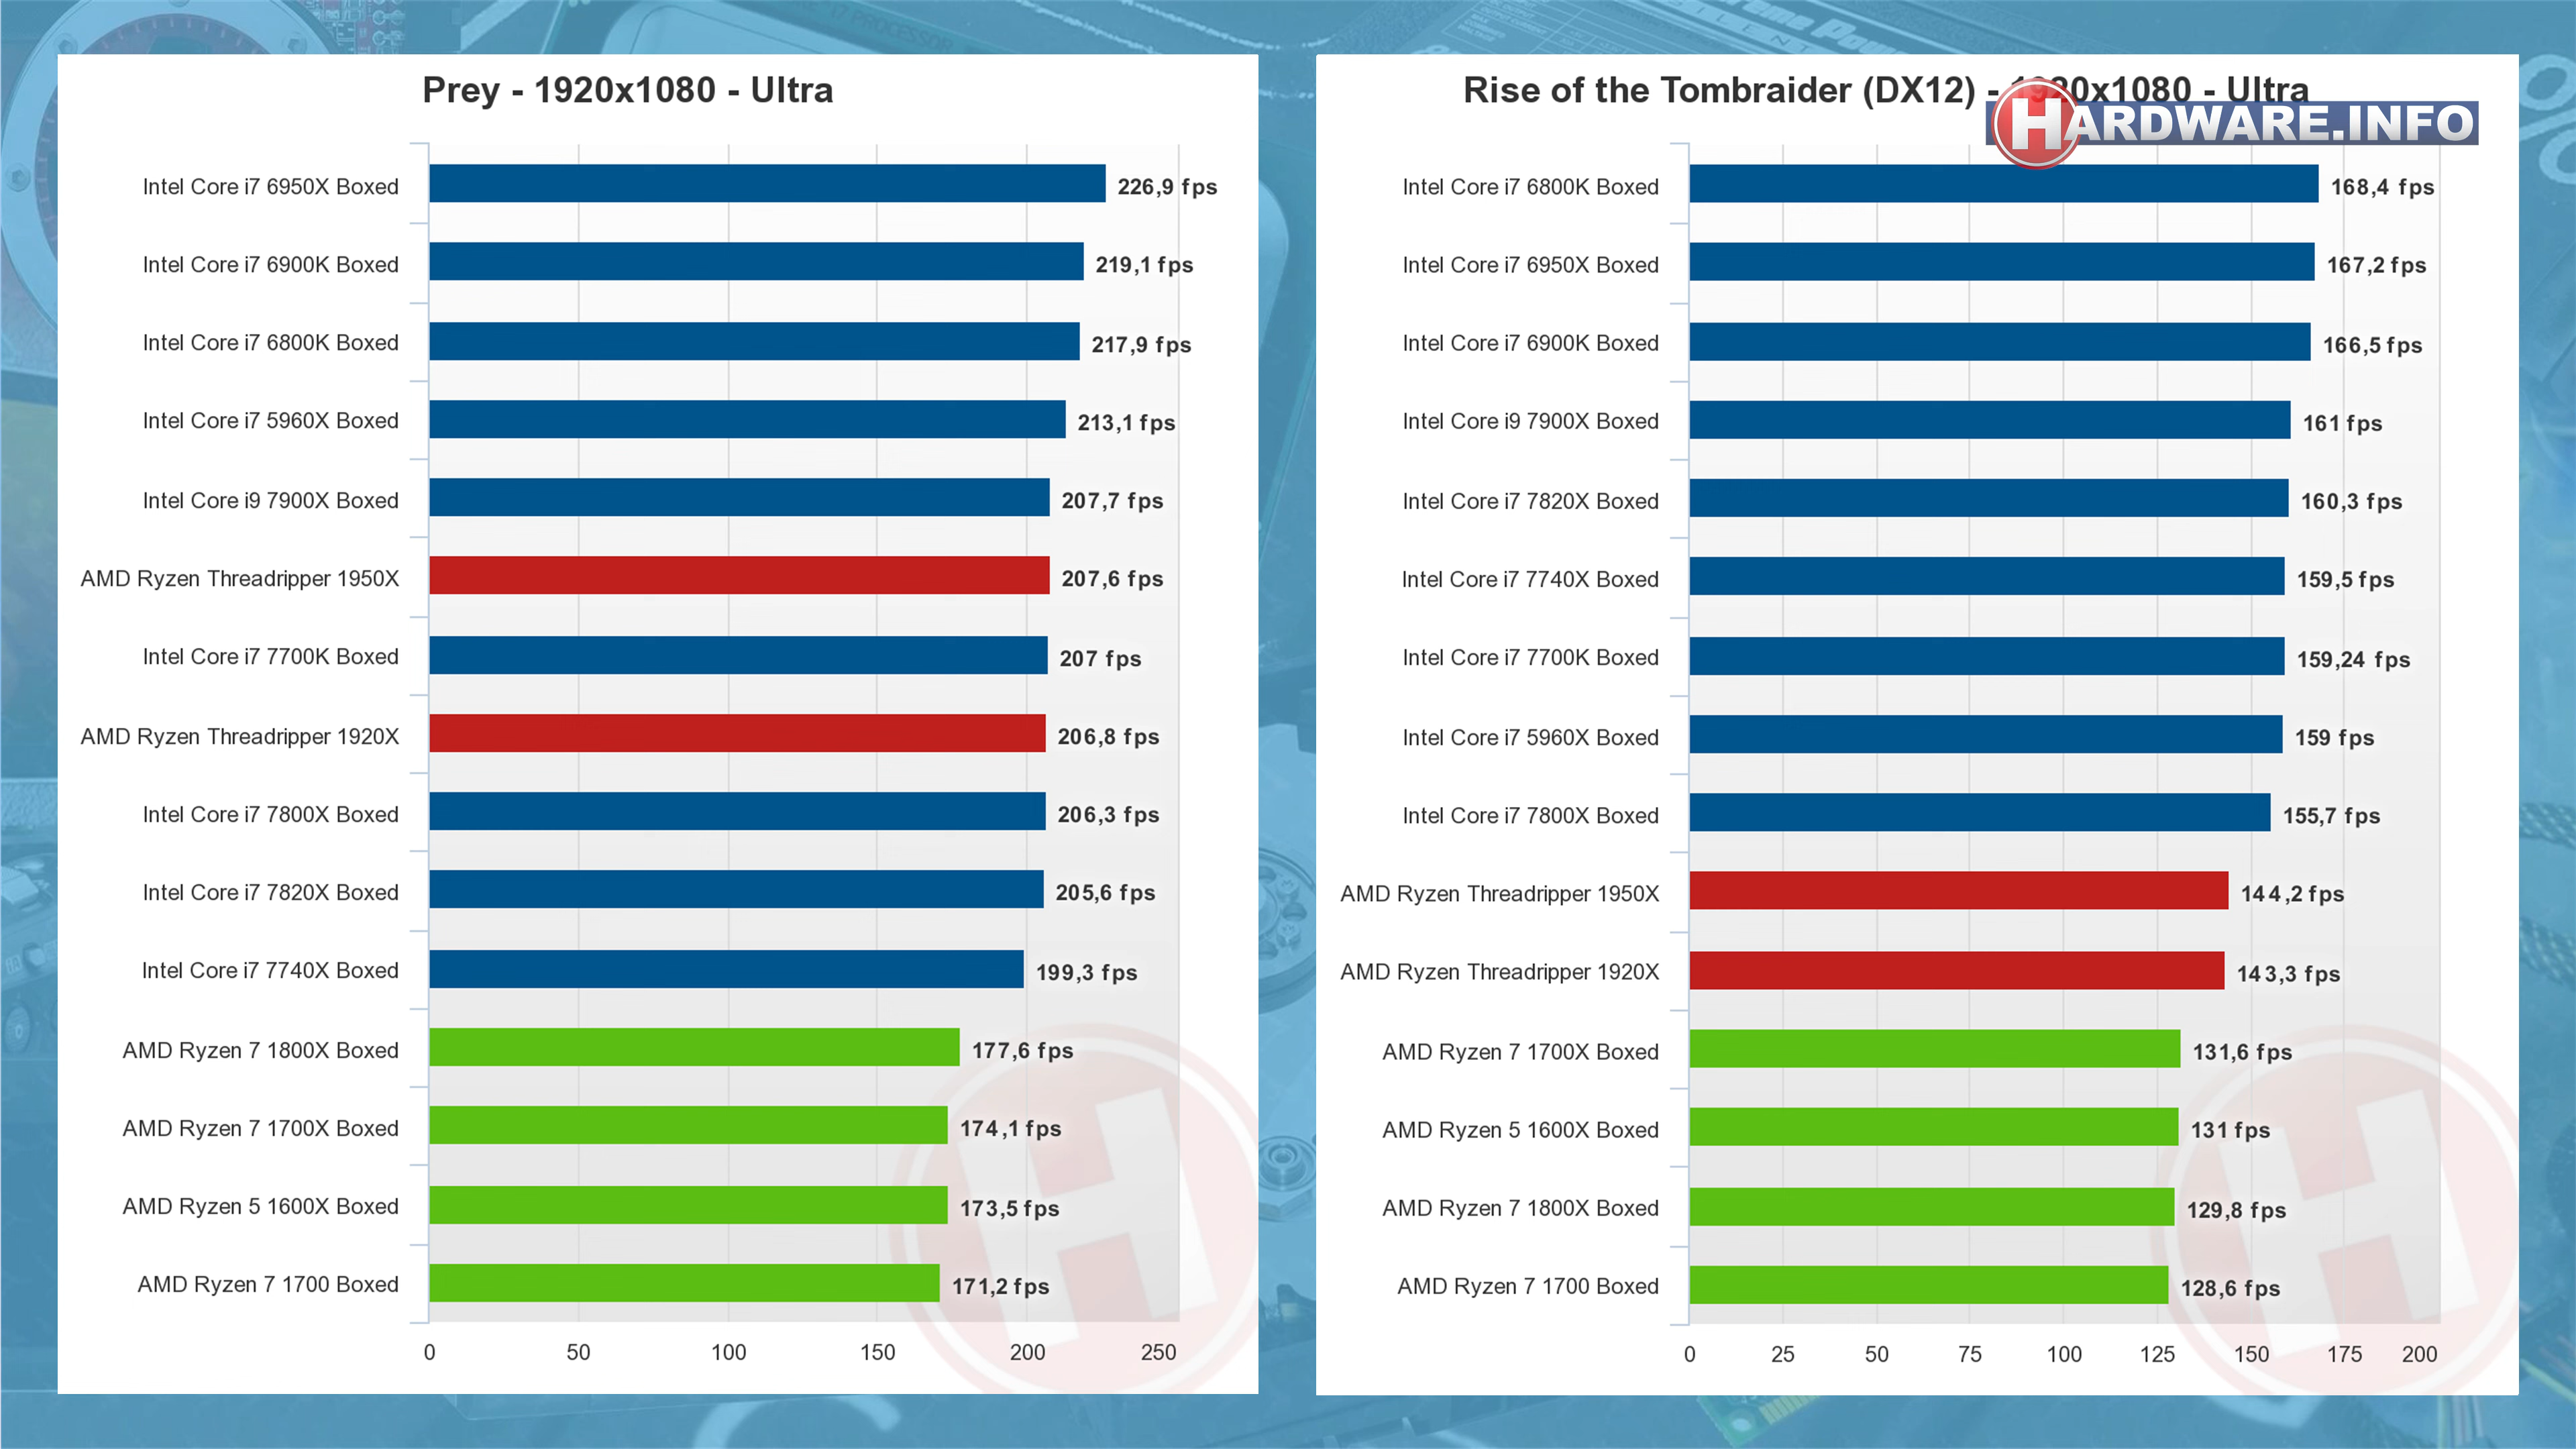 Prey - 1920x1080 - Ultra
Intel Core i7 6950X Boxed 226,9 fps
Intel Core i7 6900K Boxed 219,1 fps
Intel Core i7 6800K Boxed 217,9 fps
Intel Core i7 5960X Boxed 213,1 fps
Intel Core i9 7900X Boxed 207,7 fps
AMD Ryzen Threadripper 1950X 207,6 fps
Intel Core i7 7700K Boxed 207 fps
AMD Ryzen Threadripper 1920X 206,8 fps
Intel Core i7 7800X Boxed 206,3 fps
Intel Core i7 7820X Boxed 205,6 fps
Intel Core i7 7740X Boxed 199,3 fps
AMD Ryzen 7 1800X Boxed 177,6 fps
AMD Ryzen 7 1700X Boxed 174,1 fps
AMD Ryzen 5 1600X Boxed 173,5 fps
AMD Ryzen 7 1700 Boxed 171,2 fps
0 50 100 150 200 250
Rise of the Tombraider (DX12) - 1920x1080 - Ultra
HARDWARE.INFO
Intel Core i7 6800K Boxed 168,4 fps
Intel Core i7 6950X Boxed 167,2 fps
Intel Core i7 6900K Boxed 166,5 fps
Intel Core i9 7900X Boxed 161 fps
Intel Core i7 7820X Boxed 160,3 fps
Intel Core i7 7740X Boxed 159,5 fps
Intel Core i7 7700K Boxed 159,24 fps
Intel Core i7 5960X Boxed 159 fps
Intel Core i7 7800X Boxed 155,7 fps
AMD Ryzen Threadripper 1950X 144,2 fps
AMD Ryzen Threadripper 1920X 143,3 fps
AMD Ryzen 7 1700X Boxed 131,6 fps
AMD Ryzen 5 1600X Boxed 131 fps
AMD Ryzen 7 1800X Boxed 129,8 fps
AMD Ryzen 7 1700 Boxed 128,6 fps
0 25 50 75 100 125 150 175 200